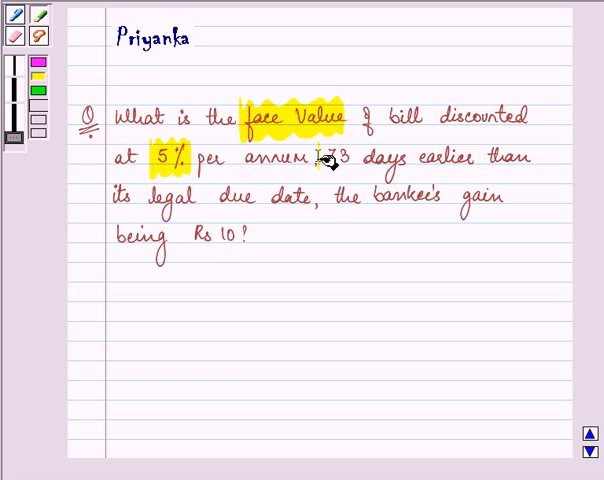 Priyanka
Q What is the face Value of bill discounted
at 5% per annum, 73 days earlier than
its legal due date, the banker's gain
being Rs 10?